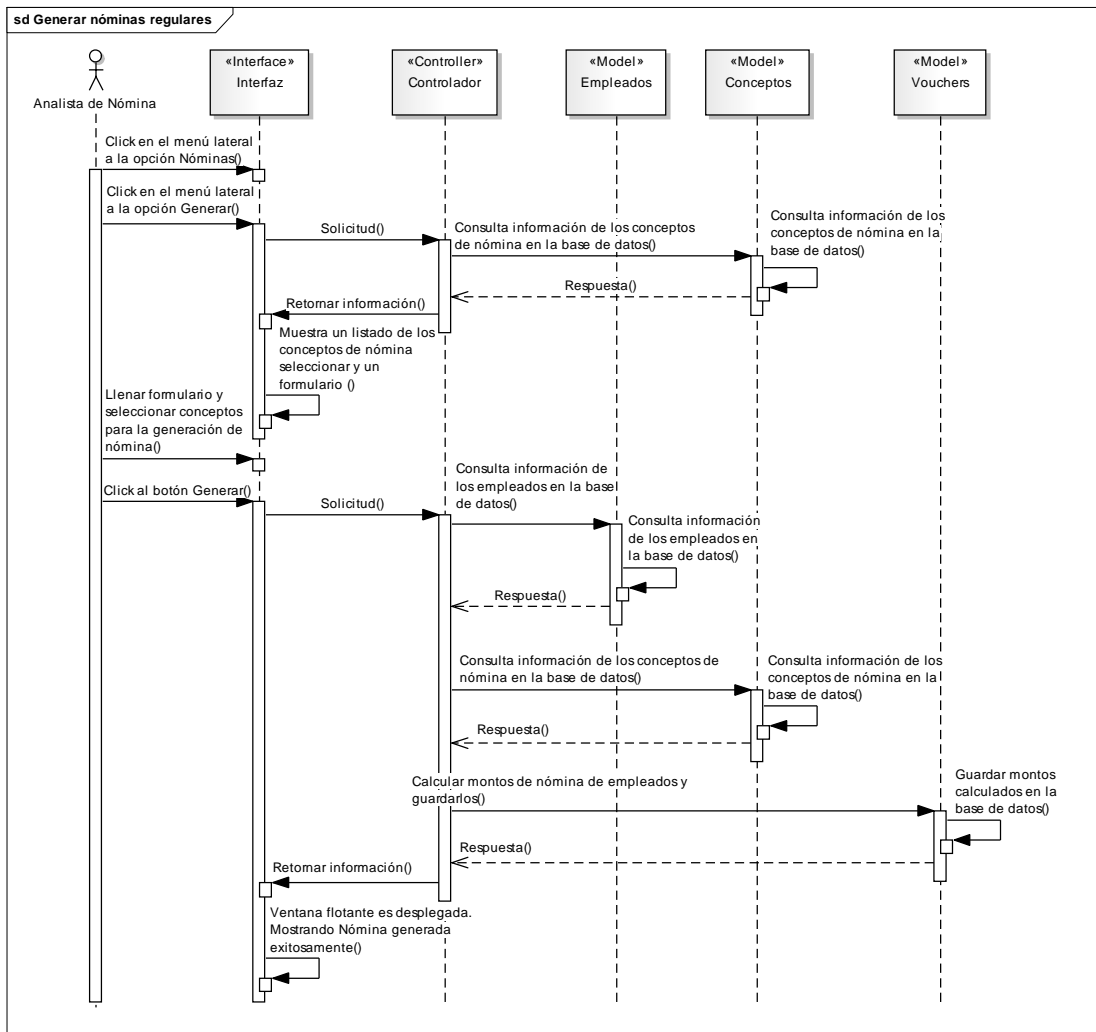 sd Generar nóminas regulares
Analista de Nómina
«Interface»
Interfaz
«Controller»
Controlador
«Model»
Empleados
«Model»
Conceptos
«Model»
Vouchers
Click en el menú lateral
a la opción Nóminas()
Click en el menú lateral
a la opción Generar()
Solicitud()
Consulta información de los conceptos
de nómina en la base de datos()
Consulta información de los
conceptos de nómina en la
base de datos()
Respuesta()
Retornar información()
Muestra un listado de los
conceptos de nómina
seleccionar y un
formulario ()
Llenar formulario y
seleccionar conceptos
para la generación de
nómina()
Click al botón Generar()
Solicitud()
Consulta información de
los empleados en la base
de datos()
Consulta información
de los empleados en
la base de datos()
Respuesta()
Consulta información de los conceptos de
nómina en la base de datos()
Consulta información de los
conceptos de nómina en la
base de datos()
Respuesta()
Calcular montos de nómina de empleados y
guardarlos()
Guardar montos
calculados en la
base de datos()
Respuesta()
Retornar información()
Ventana flotante es desplegada.
Mostrando Nómina generada
exitosamente()